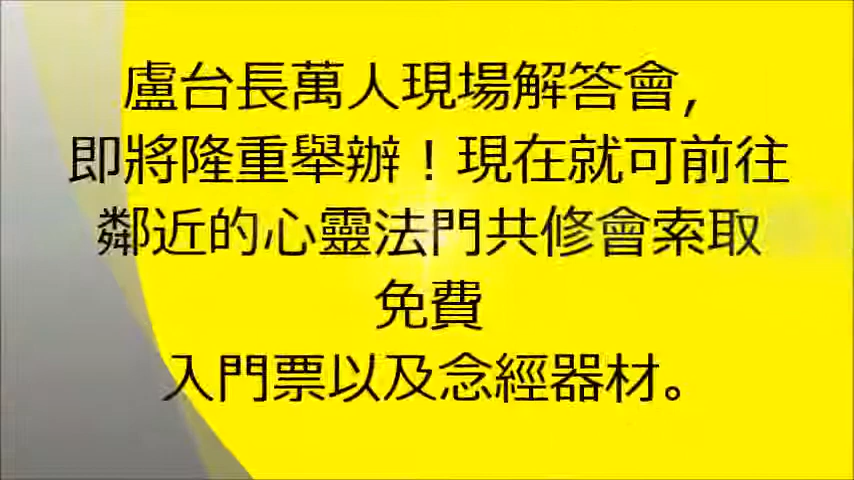 盧台長萬人現場解答會，
即將隆重舉辦！現在就可前往
鄰近的心靈法門共修會索取
免費
入門票以及念經器材。